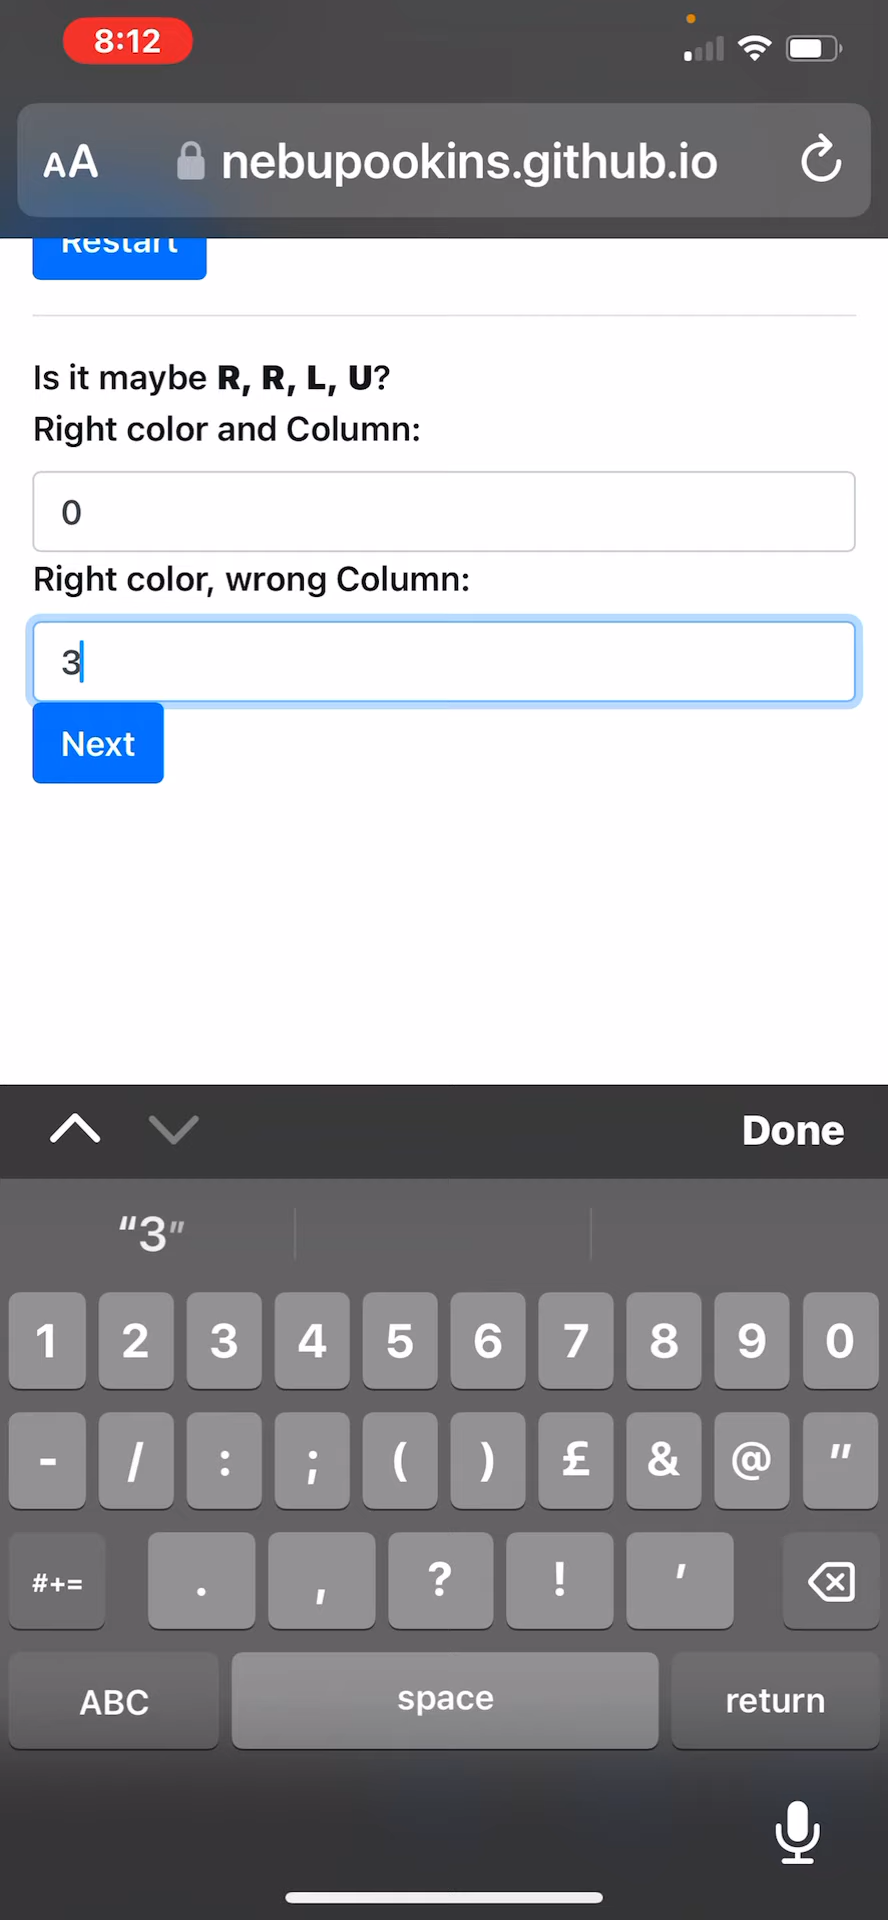 8:12
AA nebupookins.github.io
Restart
Is it maybe R, R, L, U?
Right color and Column:
0
Right color, wrong Column:
3
Next
Done
“3”
1 2 3 4 5 6 7 8 9 0
- / : ; ( ) £ & @ "
#+= . , ? ! '
ABC space return